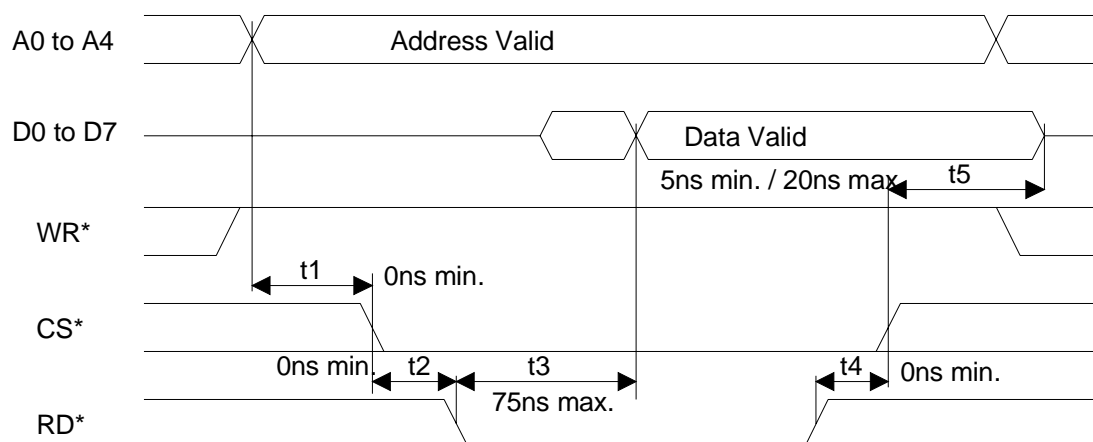 A0 to A4
Address Valid
D0 to D7
Data Valid
5ns min. / 20ns max
t5
WR*
t1
0ns min.
CS*
0ns min.
t2
t3
t4
0ns min.
75ns max.
RD*